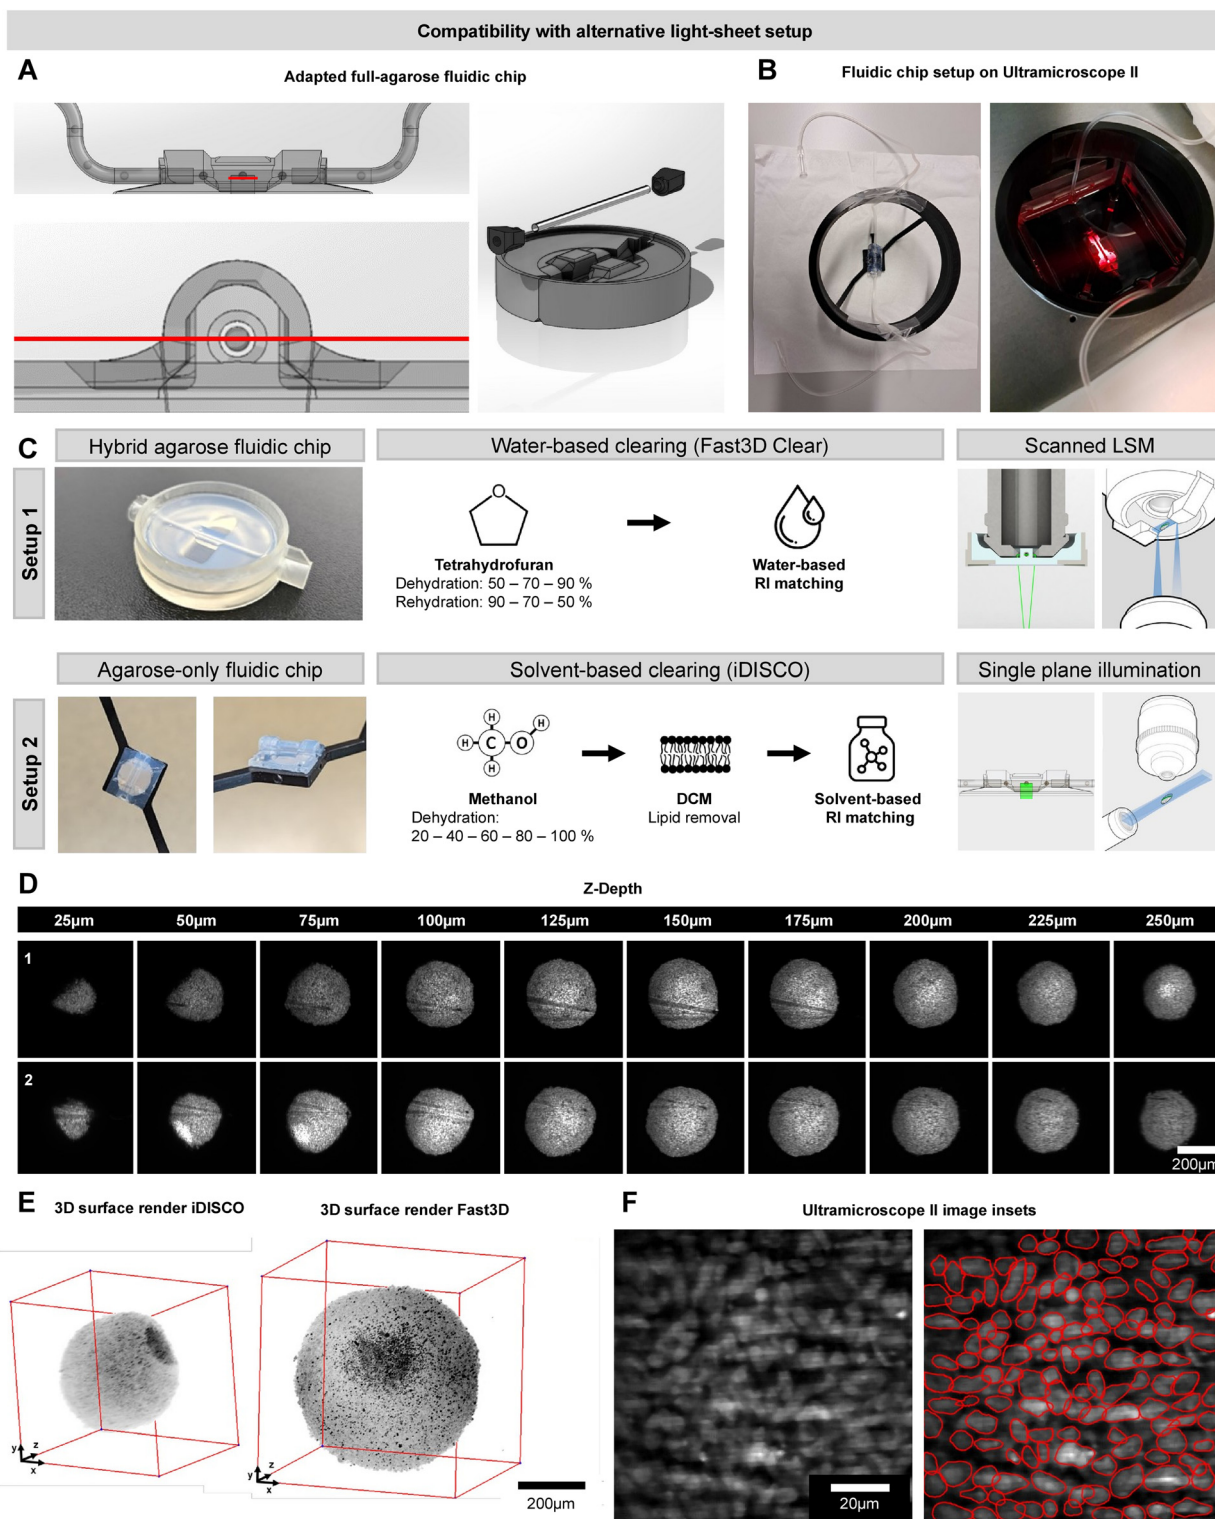 Compatibility with alternative light-sheet setup
A
Adapted full-agarose fluidic chip
B
Fluidic chip setup on Ultramicroscope II
C
Hybrid agarose fluidic chip
Water-based clearing (Fast3D Clear)
Scanned LSM
Setup 1
O
Tetrahydrofuran
Dehydration: 50 – 70 – 90 %
Rehydration: 90 – 70 – 50 %
Water-based
RI matching
Agarose-only fluidic chip
Solvent-based clearing (iDISCO)
Single plane illumination
Setup 2
H
H
H
C
O
H
Methanol
Dehydration:
20 – 40 – 60 – 80 – 100 %
DCM
Lipid removal
Solvent-based
RI matching
D
Z-Depth
25µm 50µm 75µm 100µm 125µm 150µm 175µm 200µm 225µm 250µm
1
2
200µm
E
3D surface render iDISCO
3D surface render Fast3D
y
z
x
y
z
x
200µm
F
Ultramicroscope II image insets
20µm